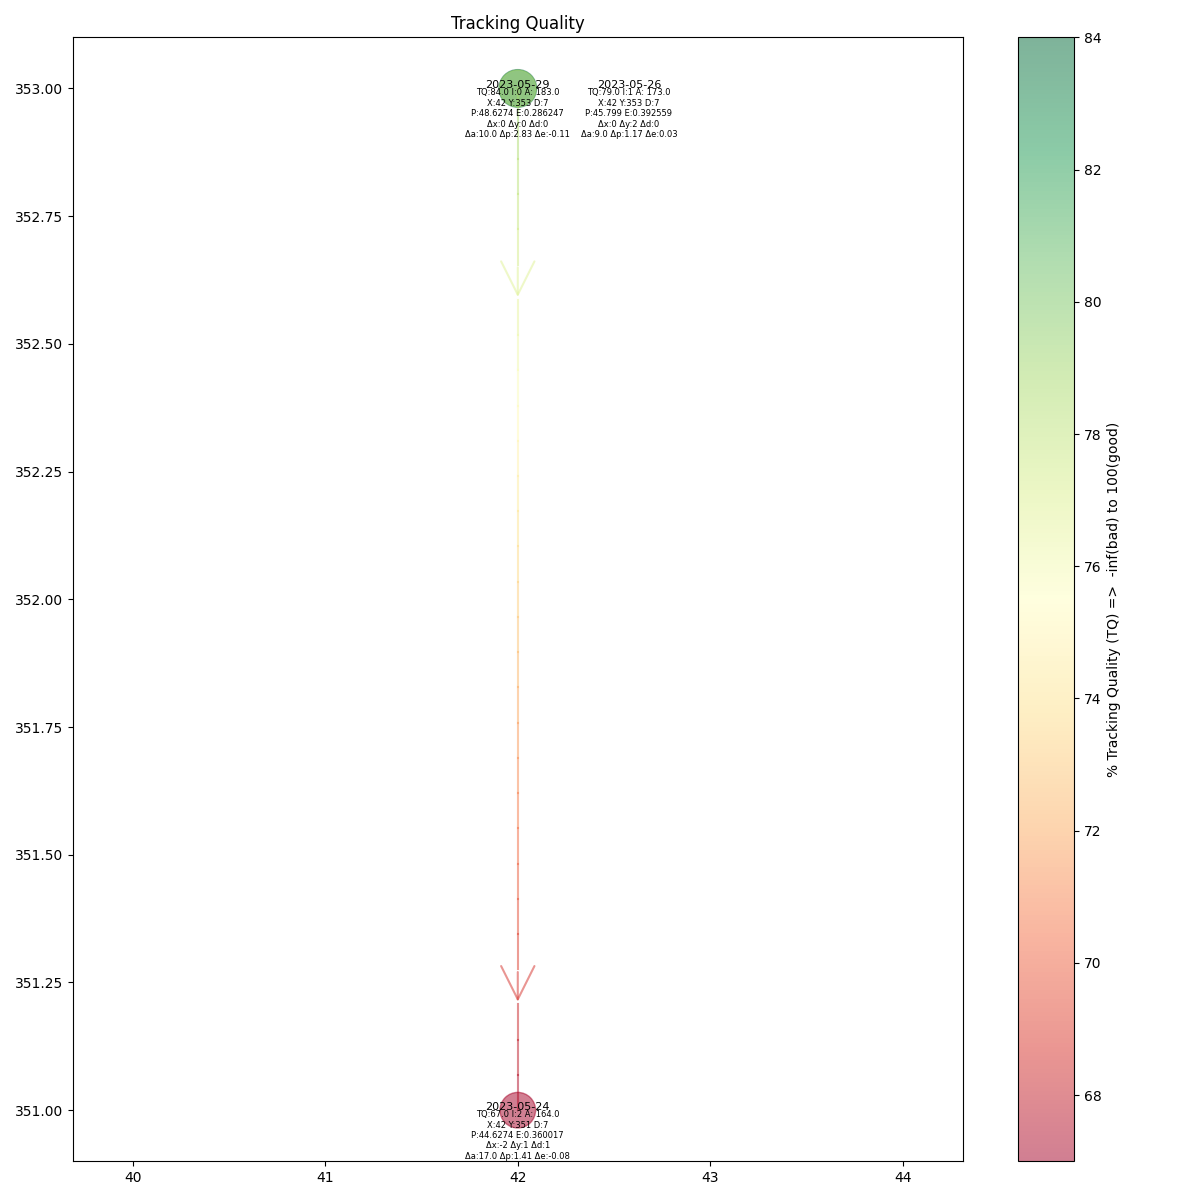 Tracking Quality
353.00
352.75
352.50
352.25
352.00
351.75
351.50
351.25
351.00
2023-05-29
TQ:84.0 I:0 A: 183.0
X:42 Y:353 D:7
P:48.6274 E:0.286247
Δx:0 Δy:0 Δd:0
Δa:10.0 Δp:2.83 Δe:-0.11
2023-05-26
TQ:79.0 I:1 A: 173.0
X:42 Y:353 D:7
P:45.799 E:0.392559
Δx:0 Δy:2 Δd:0
Δa:9.0 Δp:1.17 Δe:0.03
2023-05-24
TQ:67.0 I:2 A: 164.0
X:42 Y:351 D:7
P:44.6274 E:0.360017
Δx:-2 Δy:1 Δd:1
Δa:17.0 Δp:1.41 Δe:-0.08
40
41
42
43
44
84
82
80
78
76
74
72
70
68
% Tracking Quality (TQ) => -inf(bad) to 100(good)